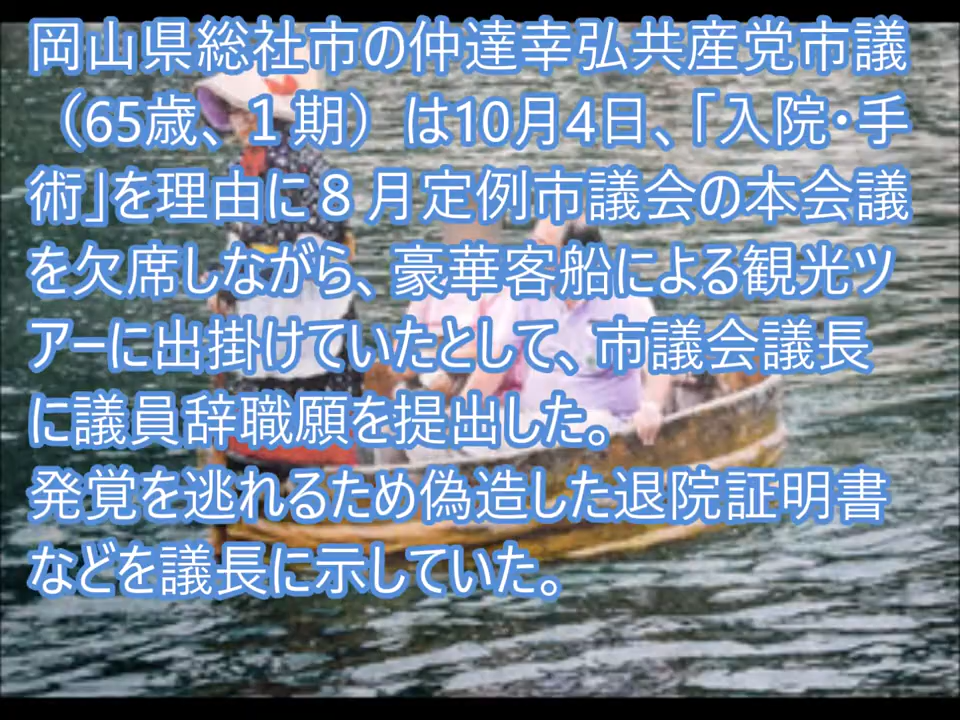 岡山県総社市の仲達幸弘共産党市議
（65歳、１期）は10月4日、「入院・手
術」を理由に８月定例市議会の本会議
を欠席しながら、豪華客船による観光ツ
アーに出掛けていたとして、市議会議長
に議員辞職願を提出した。
発覚を逃れるため偽造した退院証明書
などを議長に示していた。